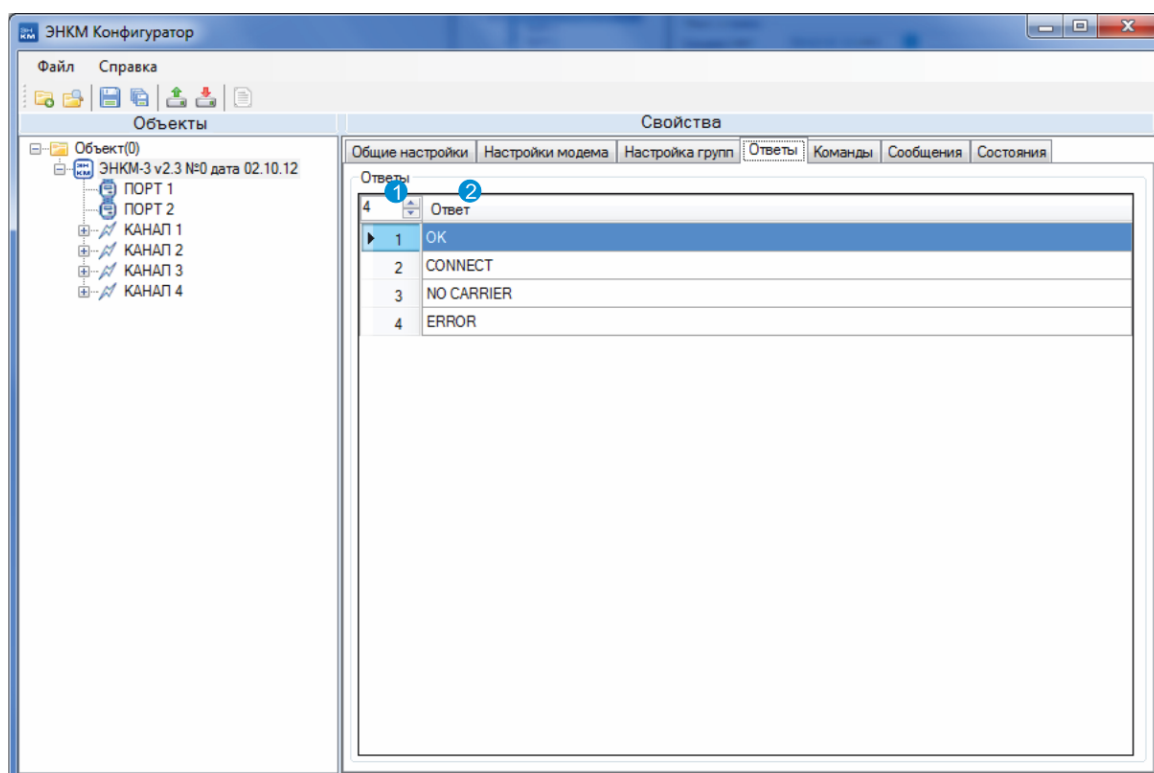 ЭНКМ Конфигуратор
Файл Справка
Объекты
Свойства
Объект(0)
ЭНКМ-3 v2.3 №0 дата 02.10.12
ПОРТ 1
ПОРТ 2
КАНАЛ 1
КАНАЛ 2
КАНАЛ 3
КАНАЛ 4
Общие настройки Настройки модема Настройка групп Ответы Команды Сообщения Состояния
Ответы
1 2
4 Ответ
1 OK
2 CONNECT
3 NO CARRIER
4 ERROR